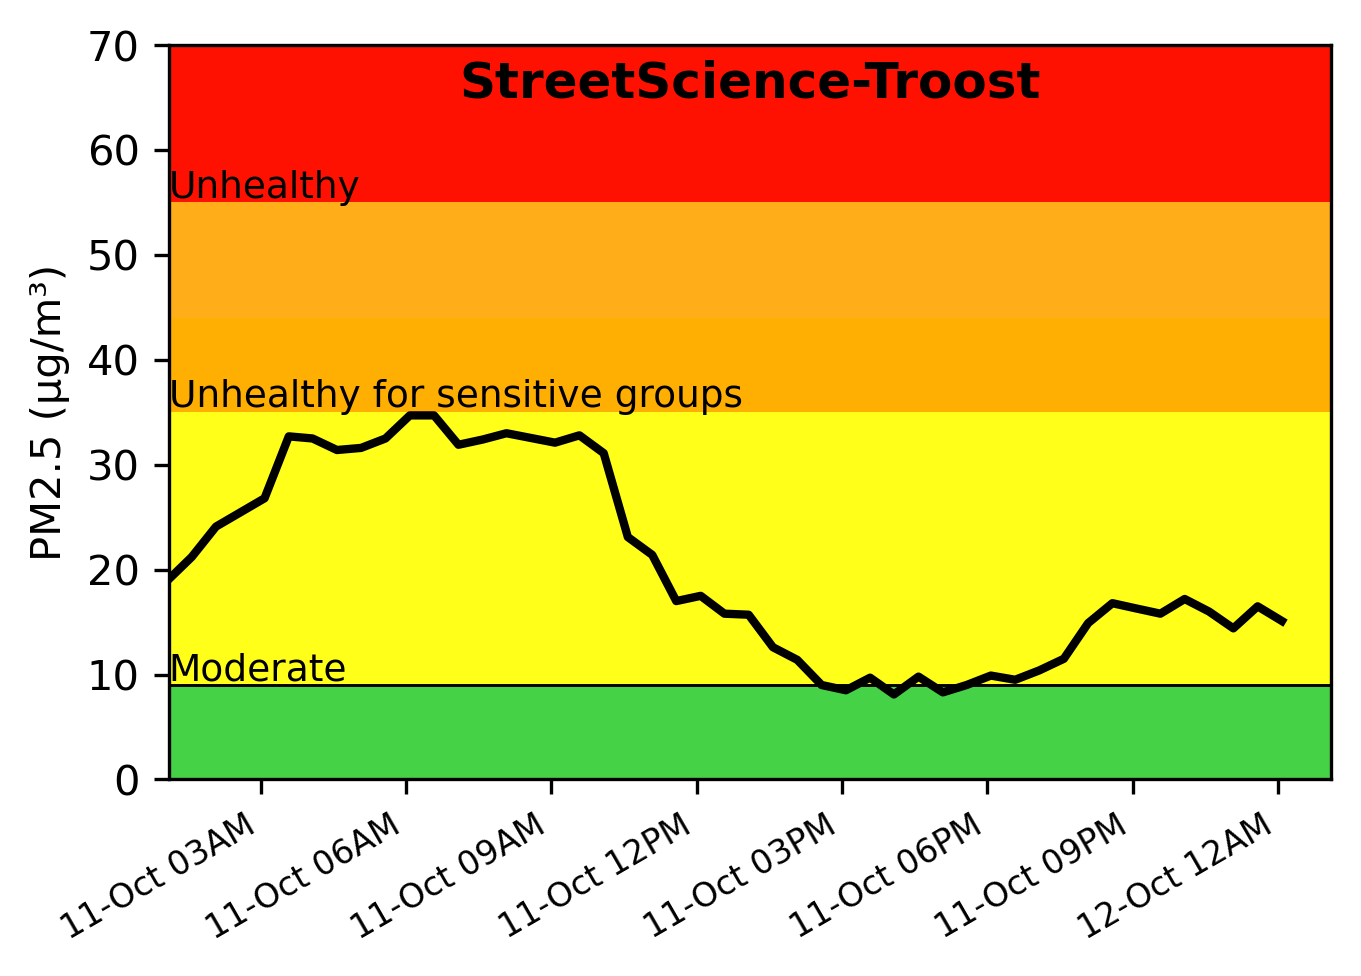 StreetScience-Troost
70
60
50
40
30
20
10
0
PM2.5 (µg/m³)
Unhealthy
Unhealthy for sensitive groups
Moderate
11-Oct 03AM
11-Oct 06AM
11-Oct 09AM
11-Oct 12PM
11-Oct 03PM
11-Oct 06PM
11-Oct 09PM
12-Oct 12AM